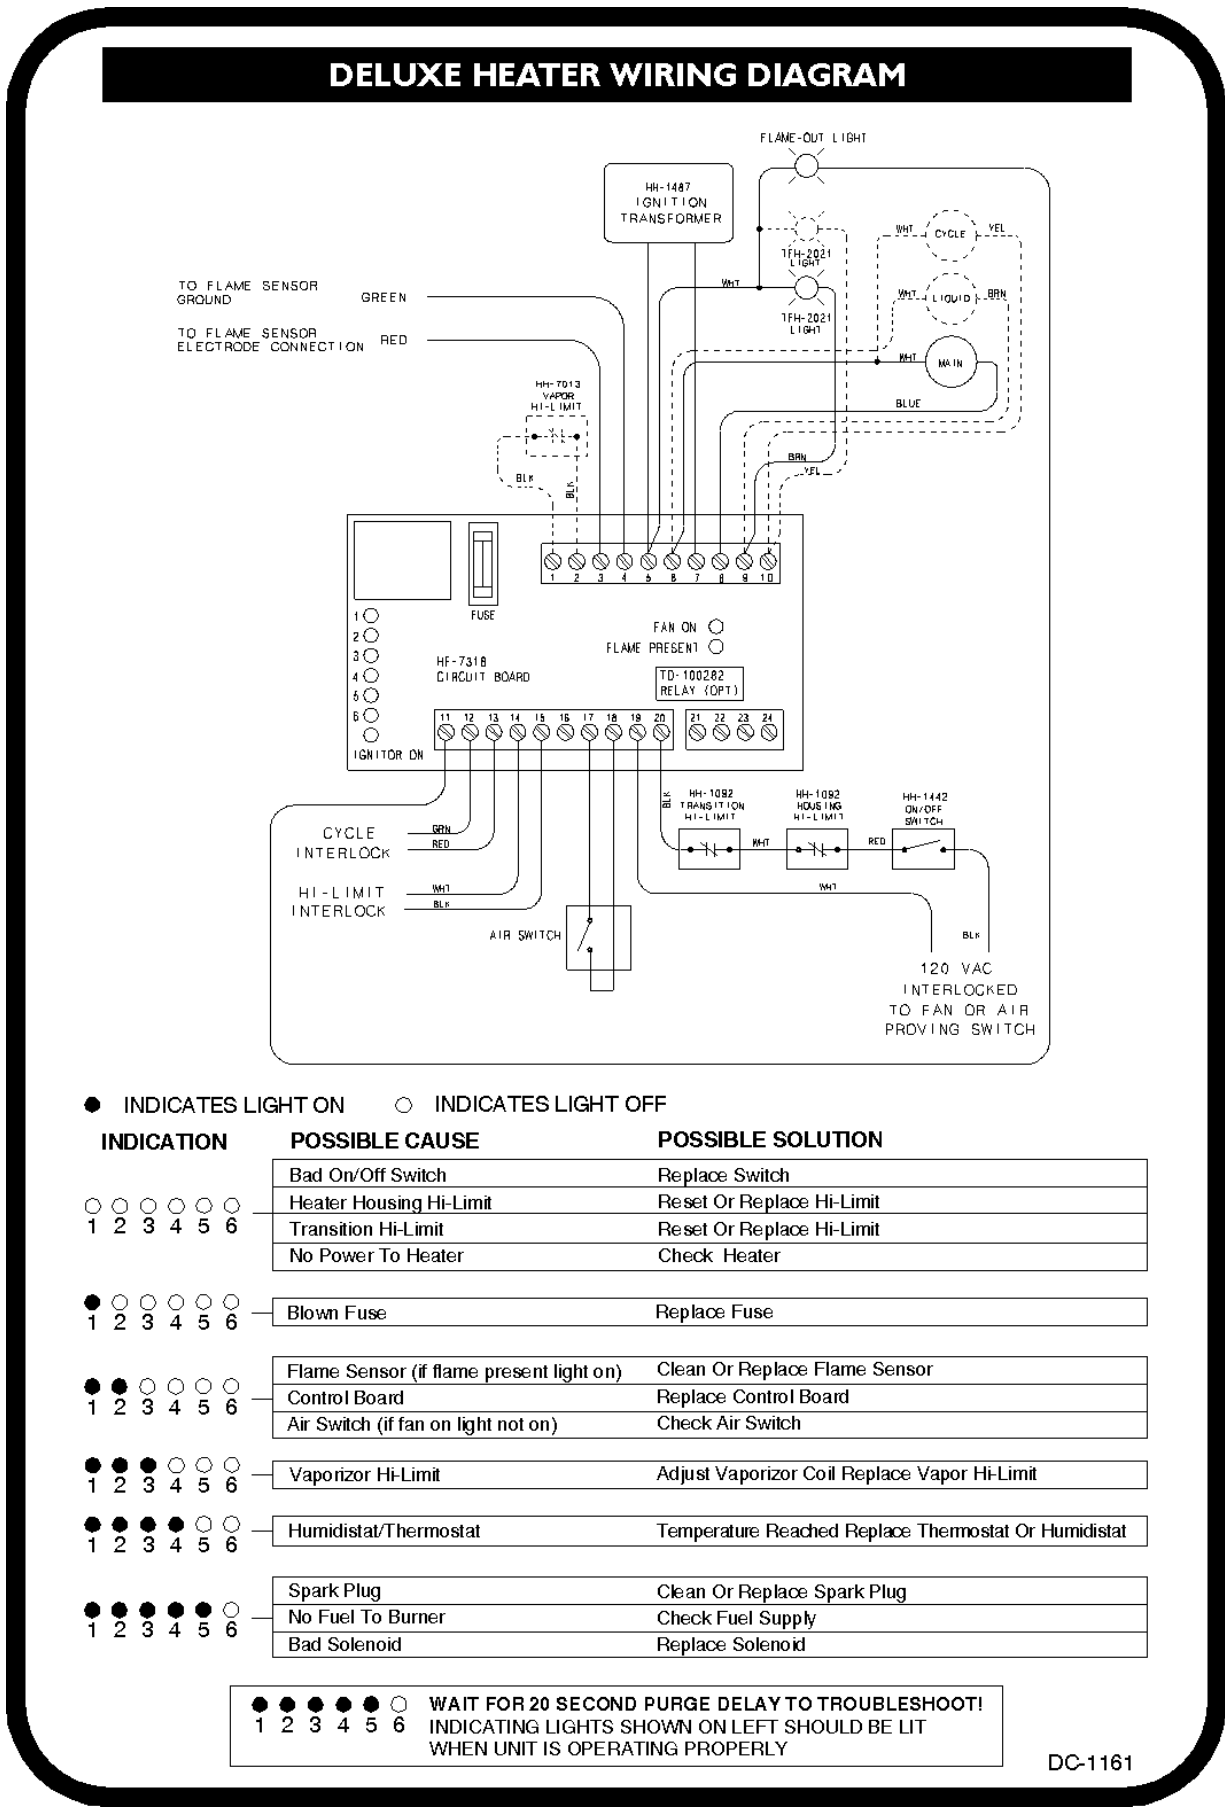 DELUXE HEATER WIRING DIAGRAM
FLAME-OUT LIGHT
HH-1487
IGNITION
TRANSFORMER
WHT CYCLE YEL
TFH-2021
LIGHT
TO FLAME SENSOR
GROUND GREEN
WHT
WHT LIQUID BRN
TFH-2021
LIGHT
TO FLAME SENSOR
ELECTRODE CONNECTION RED
WHT MAIN
HH-7013
VAPOR
HI-LIMIT
BLUE
BRN
YEL
BLK
BLK
1 2 3 4 5 6 7 8 9 10
FUSE
1
2
3
4
5
6
IGNITOR ON
FAN ON
FLAME PRESENT
HF-7318
CIRCUIT BOARD
TD-100282
RELAY (OPT)
11 12 13 14 15 16 17 18 19 20 21 22 23 24
BLK
HH-1092
TRANSITION
HI-LIMIT
HH-1092
HOUSING
HI-LIMIT
HH-1442
ON/OFF
SWITCH
CYCLE
INTERLOCK
GRN
RED
WHT
RED
HI-LIMIT
INTERLOCK
WHT
BLK
WHT
AIR SWITCH
BLK
120 VAC
INTERLOCKED
TO FAN OR AIR
PROVING SWITCH
INDICATES LIGHT ON INDICATES LIGHT OFF
INDICATION POSSIBLE CAUSE POSSIBLE SOLUTION
Bad On/Off Switch Replace Switch
Heater Housing Hi-Limit Reset Or Replace Hi-Limit
1 2 3 4 5 6
Transition Hi-Limit Reset Or Replace Hi-Limit
No Power To Heater Check Heater
1 2 3 4 5 6
Blown Fuse Replace Fuse
Flame Sensor (if flame present light on) Clean Or Replace Flame Sensor
1 2 3 4 5 6
Control Board Replace Control Board
Air Switch (if fan on light not on) Check Air Switch
1 2 3 4 5 6
Vaporizor Hi-Limit Adjust Vaporizor Coil Replace Vapor Hi-Limit
1 2 3 4 5 6
Humidistat/Thermostat Temperature Reached Replace Thermostat Or Humidistat
Spark Plug Clean Or Replace Spark Plug
1 2 3 4 5 6
No Fuel To Burner Check Fuel Supply
Bad Solenoid Replace Solenoid
1 2 3 4 5 6
WAIT FOR 20 SECOND PURGE DELAY TO TROUBLESHOOT!
INDICATING LIGHTS SHOWN ON LEFT SHOULD BE LIT
WHEN UNIT IS OPERATING PROPERLY
DC-1161